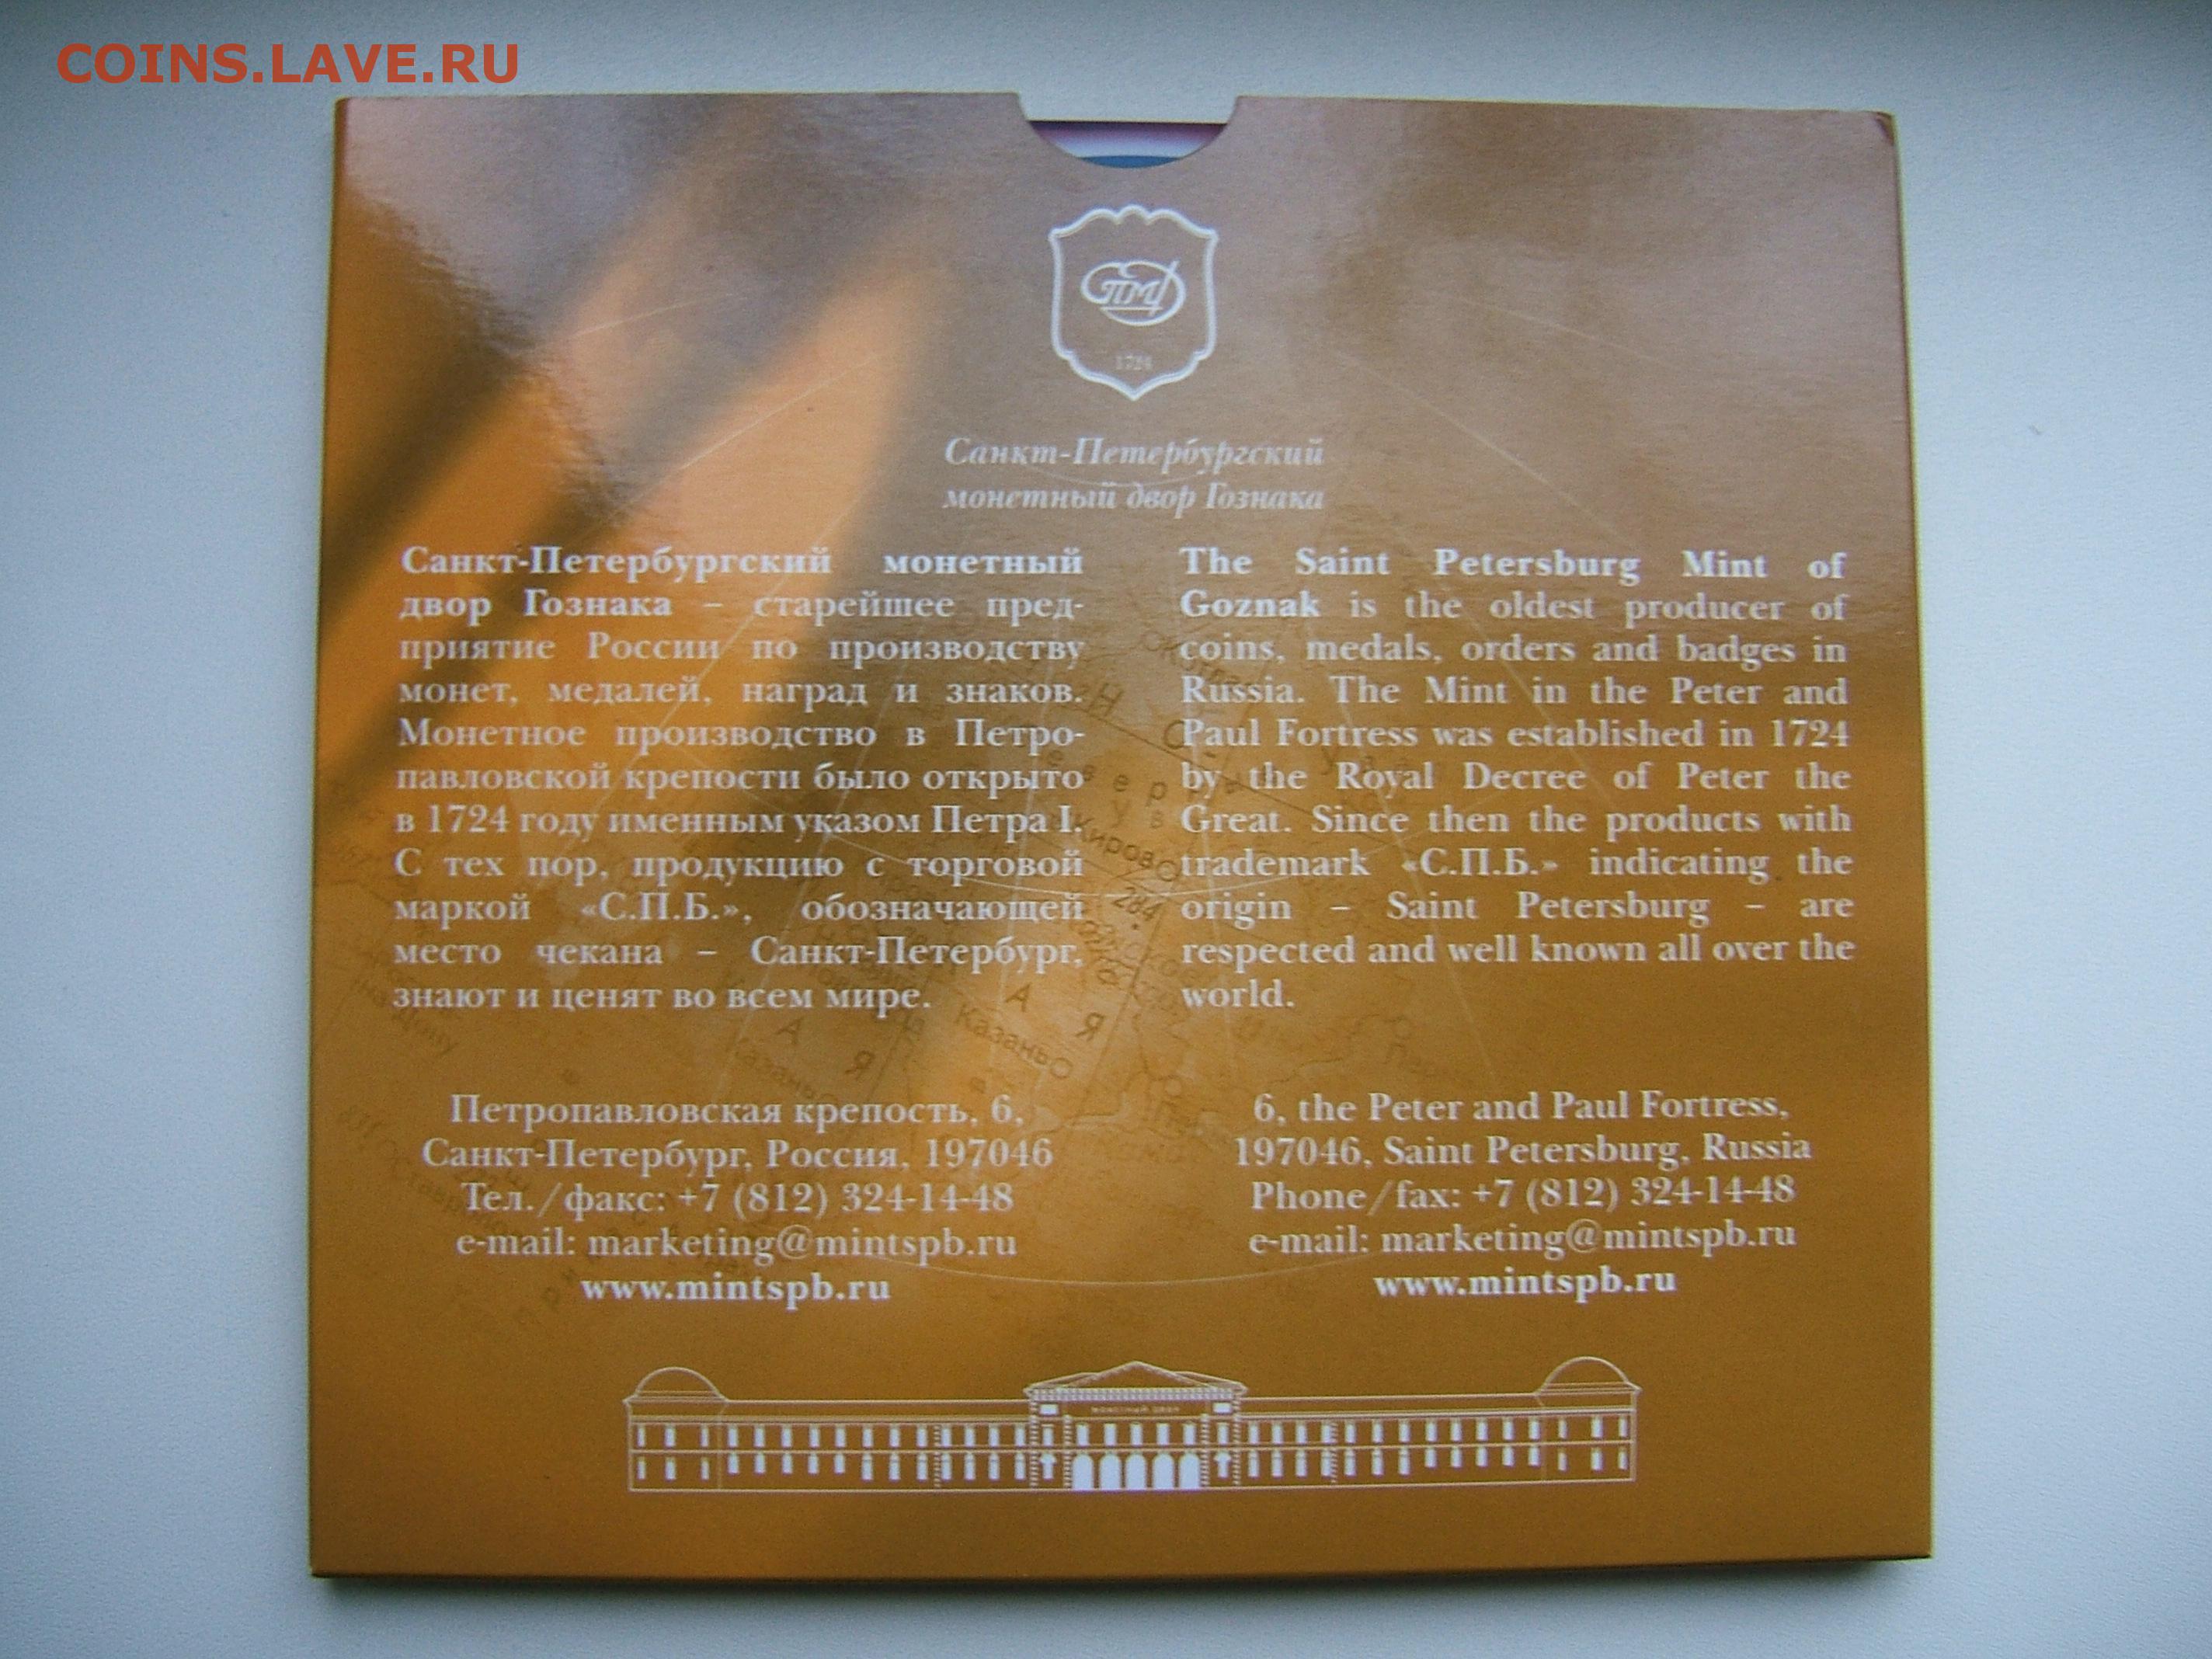 COINS.LAVE.RU
СПМД
1724
Санкт-Петербургский
монетный двор Гознака
Санкт-Петербургский монетный
двор Гознака – старейшее пред-
приятие России по производству
монет, медалей, наград и знаков.
Монетное производство в Петро-
павловской крепости было открыто
в 1724 году именным указом Петра I.
С тех пор, продукцию с торговой
маркой «С.П.Б.», обозначающей
место чекана – Санкт-Петербург,
знают и ценят во всем мире.
The Saint Petersburg Mint of
Goznak is the oldest producer of
coins, medals, orders and badges in
Russia. The Mint in the Peter and
Paul Fortress was established in 1724
by the Royal Decree of Peter the
Great. Since then the products with
trademark «С.П.Б.» indicating the
origin – Saint Petersburg – are
respected and well known all over the
world.
Киров
284
Казань
Казань
Петропавловская крепость, 6,
Санкт-Петербург, Россия, 197046
Тел./факс: +7 (812) 324-14-48
e-mail: marketing@mintspb.ru
www.mintspb.ru
6, the Peter and Paul Fortress,
197046, Saint Petersburg, Russia
Phone/fax: +7 (812) 324-14-48
e-mail: marketing@mintspb.ru
www.mintspb.ru
МОНЕТНЫЙ ДВОР